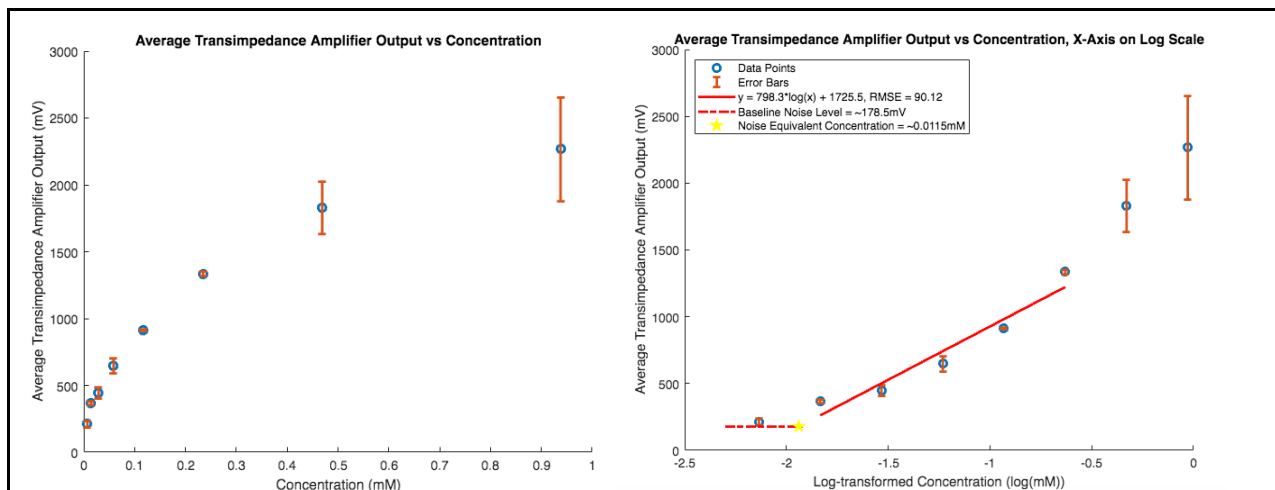 Average Transimpedance Amplifier Output vs Concentration
3000
2500
2000
1500
1000
500
0
Average Transimpedance Amplifier Output (mV)
0 0.1 0.2 0.3 0.4 0.5 0.6 0.7 0.8 0.9 1
Concentration (mM)
Average Transimpedance Amplifier Output vs Concentration, X-Axis on Log Scale
Data Points
Error Bars
y = 798.3*log(x) + 1725.5, RMSE = 90.12
Baseline Noise Level = ~178.5mV
Noise Equivalent Concentration = ~0.0115mM
3000
2500
2000
1500
1000
500
0
Average Transimpedance Amplifier Output (mV)
-2.5 -2 -1.5 -1 -0.5 0
Log-transformed Concentration (log(mM))